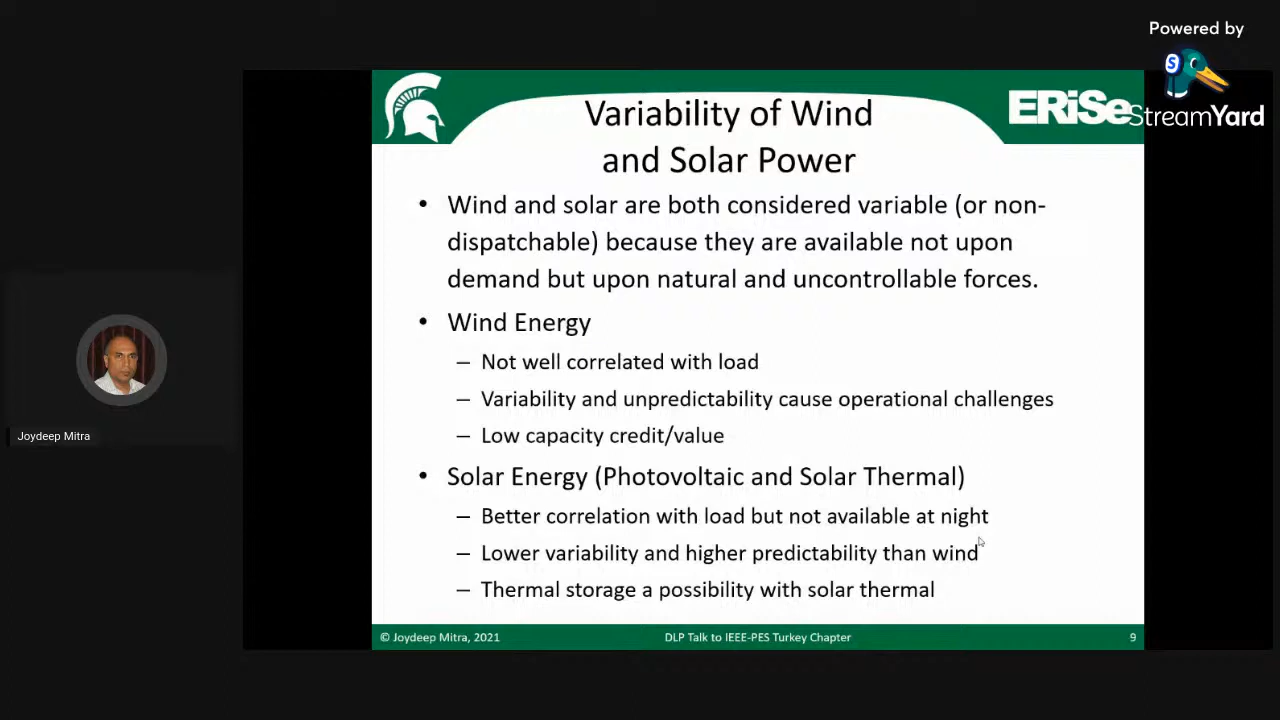 Powered by
StreamYard
S
ERiSe
Variability of Wind
and Solar Power
• Wind and solar are both considered variable (or non-
dispatchable) because they are available not upon
demand but upon natural and uncontrollable forces.
• Wind Energy
– Not well correlated with load
– Variability and unpredictability cause operational challenges
– Low capacity credit/value
• Solar Energy (Photovoltaic and Solar Thermal)
– Better correlation with load but not available at night
– Lower variability and higher predictability than wind
– Thermal storage a possibility with solar thermal
© Joydeep Mitra, 2021
DLP Talk to IEEE-PES Turkey Chapter
9
Joydeep Mitra